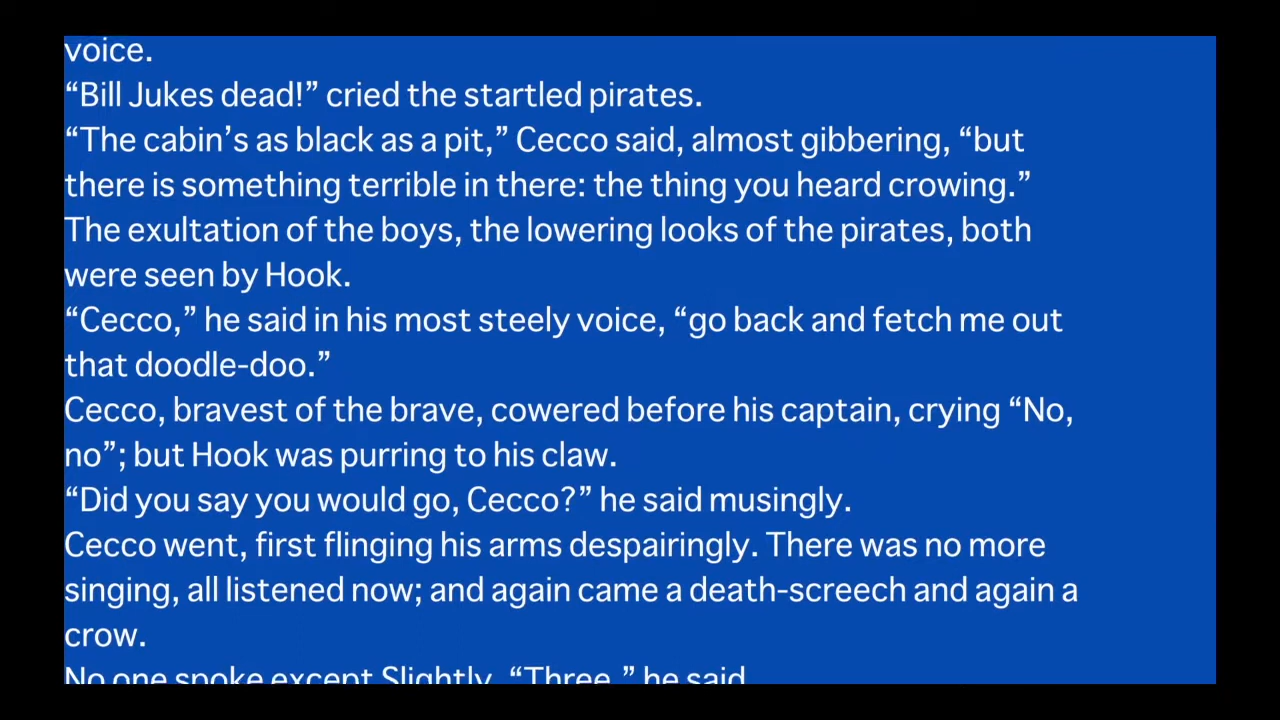 voice.
“Bill Jukes dead!” cried the startled pirates.
“The cabin’s as black as a pit,” Cecco said, almost gibbering, “but
there is something terrible in there: the thing you heard crowing.”
The exultation of the boys, the lowering looks of the pirates, both
were seen by Hook.
“Cecco,” he said in his most steely voice, “go back and fetch me out
that doodle-doo.”
Cecco, bravest of the brave, cowered before his captain, crying “No,
no”; but Hook was purring to his claw.
“Did you say you would go, Cecco?” he said musingly.
Cecco went, first flinging his arms despairingly. There was no more
singing, all listened now; and again came a death-screech and again a
crow.
No one spoke except Slightly. “Three,” he said.